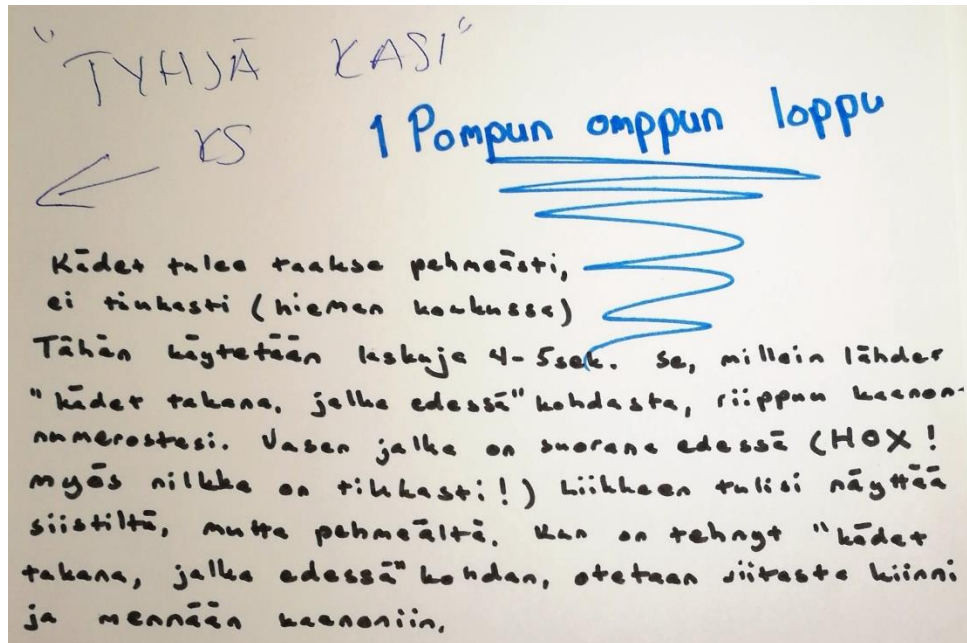 "TYHJÄ KASI"
KS
1 Pompun omppun loppu
Kädet tulee taakse pehmeästi,
ei tiukasti (hieman koukussa)
Tähän käytetään laskuja 4-5sek. se, milloin lähdet
"kädet takana, jalka edessä" kohdasta, riippuu kaanon-
numerostasi. Vasen jalka on suorana edessä (HOX!
myös nilkka on tiukasti!) Liikkeen tulisi näyttää
siistiltä, mutta pehmeältä. Kun on tehnyt "kädet
takana, jalka edessä" kohdan, otetaan viitasta kiinni
ja mennään kaanoniin.